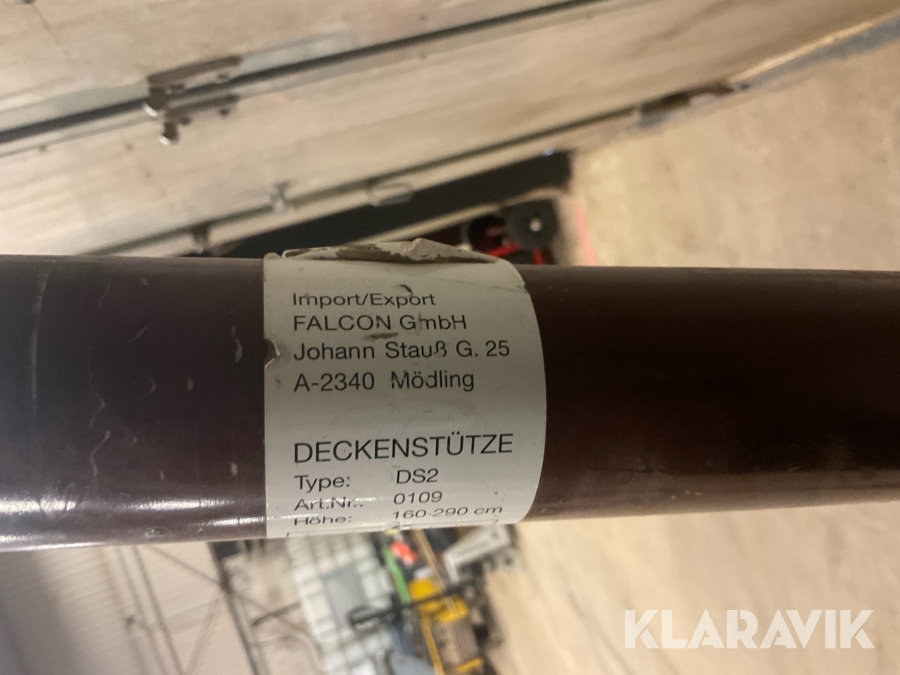 Import/Export
FALCON GmbH
Johann Stauß G. 25
A-2340 Mödling
DECKENSTÜTZE
Type: DS2
Art.Nr.: 0109
Höhe: 160-290 cm
KLARAVIK